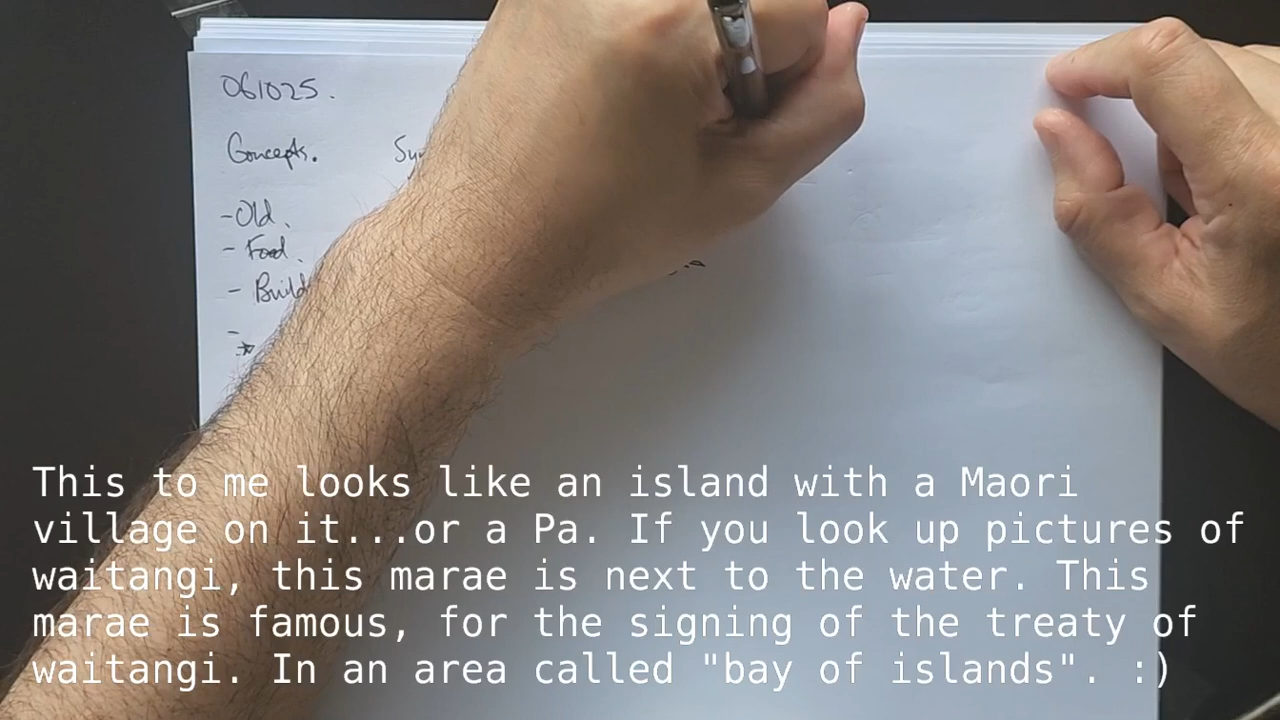 061025.
Concepts.
- Old.
- Food.
- Build
This to me looks like an island with a Maori
village on it...or a Pa. If you look up pictures of
waitangi, this marae is next to the water. This
marae is famous, for the signing of the treaty of
waitangi. In an area called "bay of islands". :)